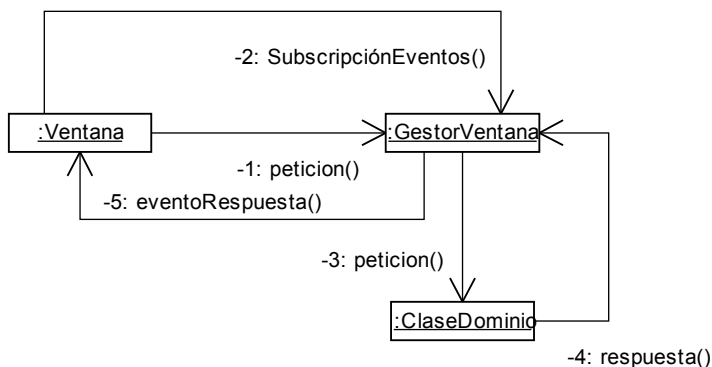 -2: SubscripciónEventos()
:Ventana
:GestorVentana
-1: peticion()
-5: eventoRespuesta()
-3: peticion()
:ClaseDominio
-4: respuesta()